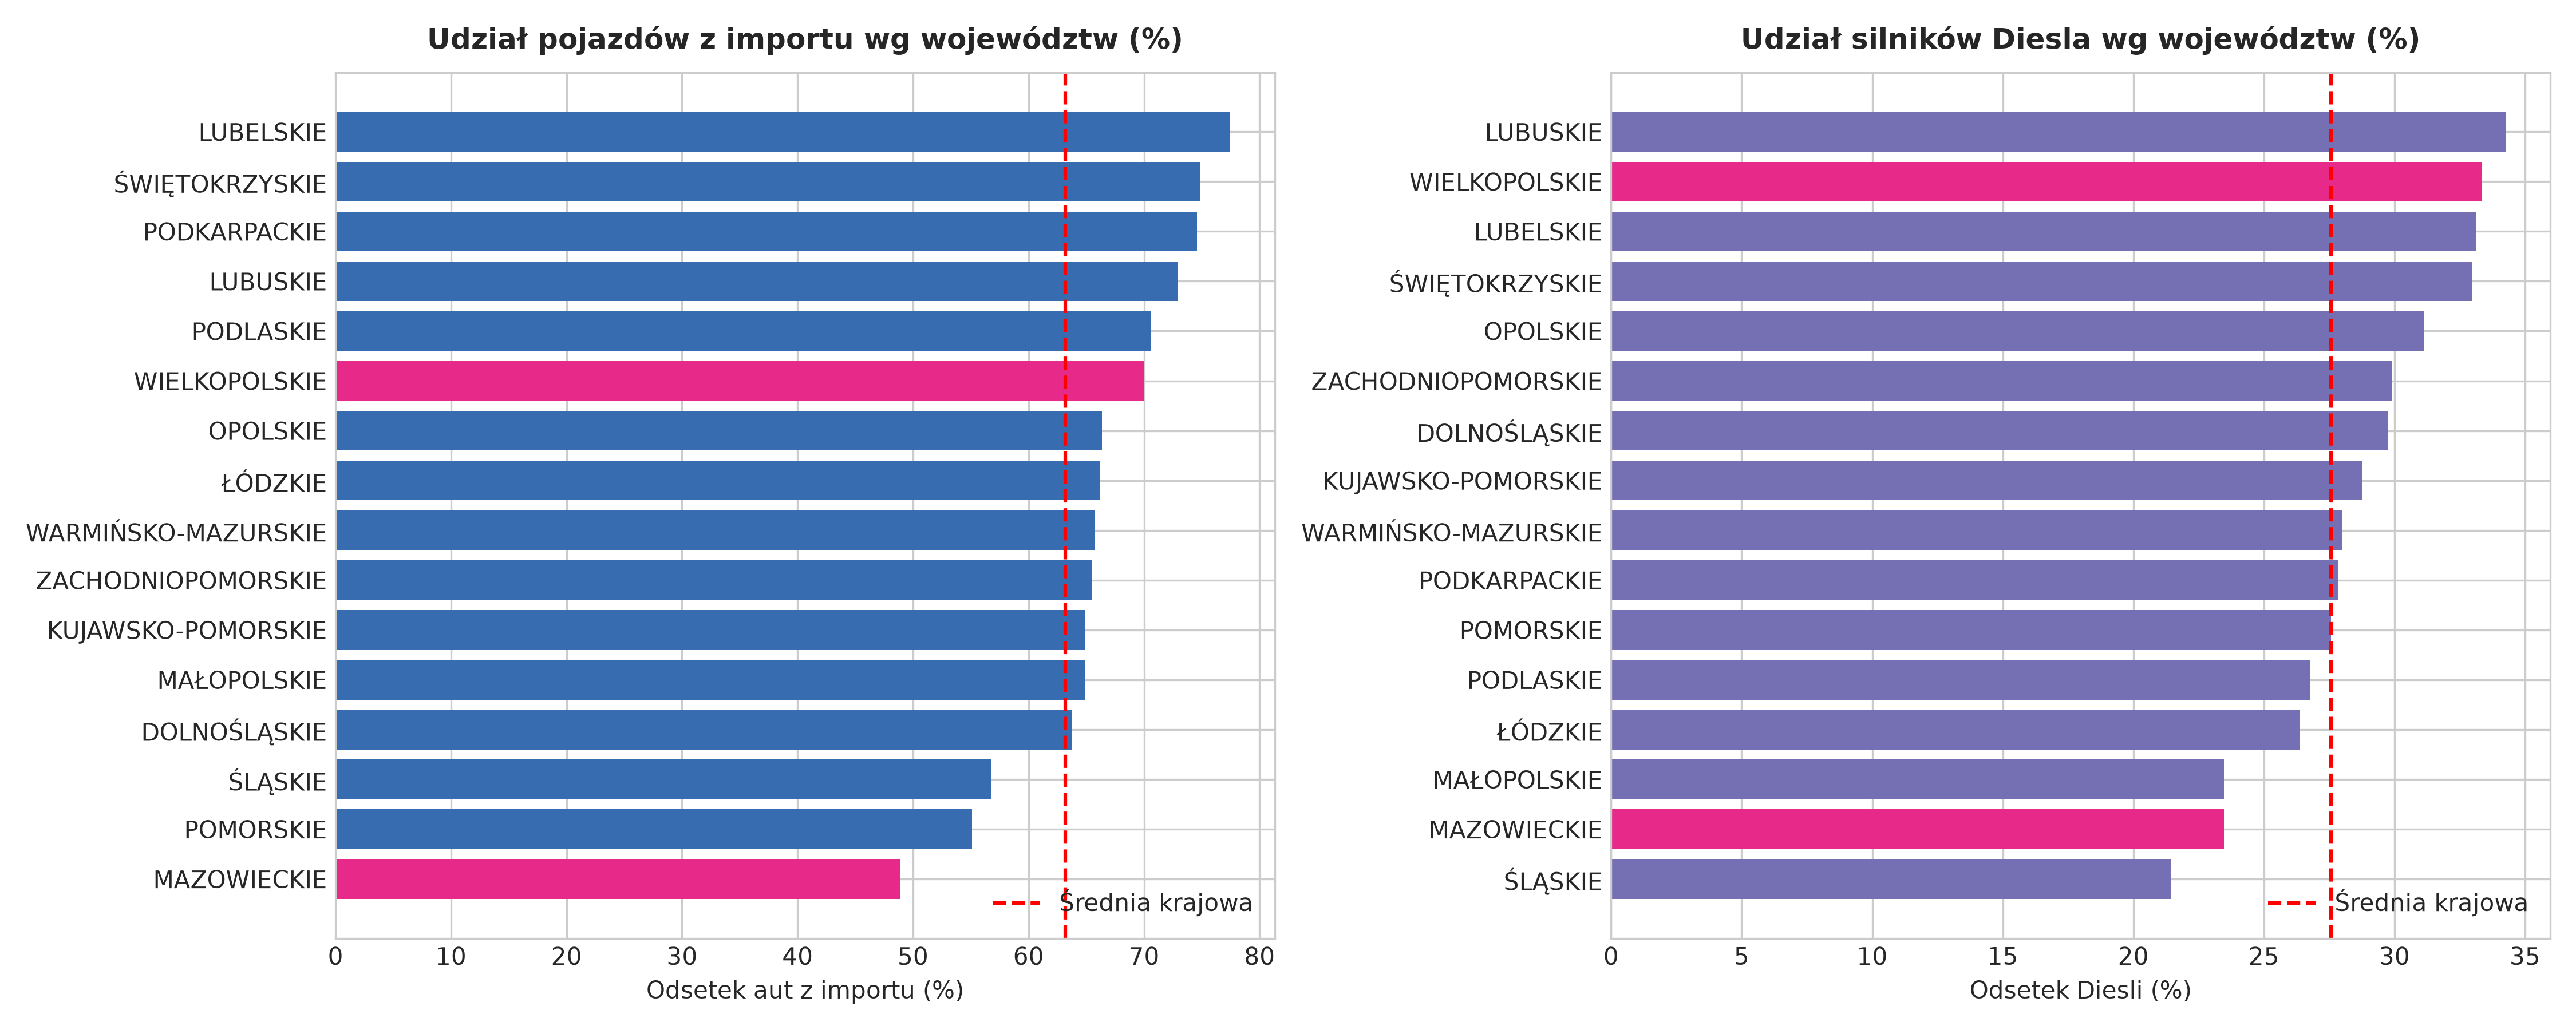 Udział pojazdów z importu wg województw (%)
LUBELSKIE
ŚWIĘTOKRZYSKIE
PODKARPACKIE
LUBUSKIE
PODLASKIE
WIELKOPOLSKIE
OPOLSKIE
ŁÓDZKIE
WARMIŃSKO-MAZURSKIE
ZACHODNIOPOMORSKIE
KUJAWSKO-POMORSKIE
MAŁOPOLSKIE
DOLNOŚLĄSKIE
ŚLĄSKIE
POMORSKIE
MAZOWIECKIE
Średnia krajowa
0 10 20 30 40 50 60 70 80
Odsetek aut z importu (%)
Udział silników Diesla wg województw (%)
LUBUSKIE
WIELKOPOLSKIE
LUBELSKIE
ŚWIĘTOKRZYSKIE
OPOLSKIE
ZACHODNIOPOMORSKIE
DOLNOŚLĄSKIE
KUJAWSKO-POMORSKIE
WARMIŃSKO-MAZURSKIE
PODKARPACKIE
POMORSKIE
PODLASKIE
ŁÓDZKIE
MAŁOPOLSKIE
MAZOWIECKIE
ŚLĄSKIE
Średnia krajowa
0 5 10 15 20 25 30 35
Odsetek Diesli (%)